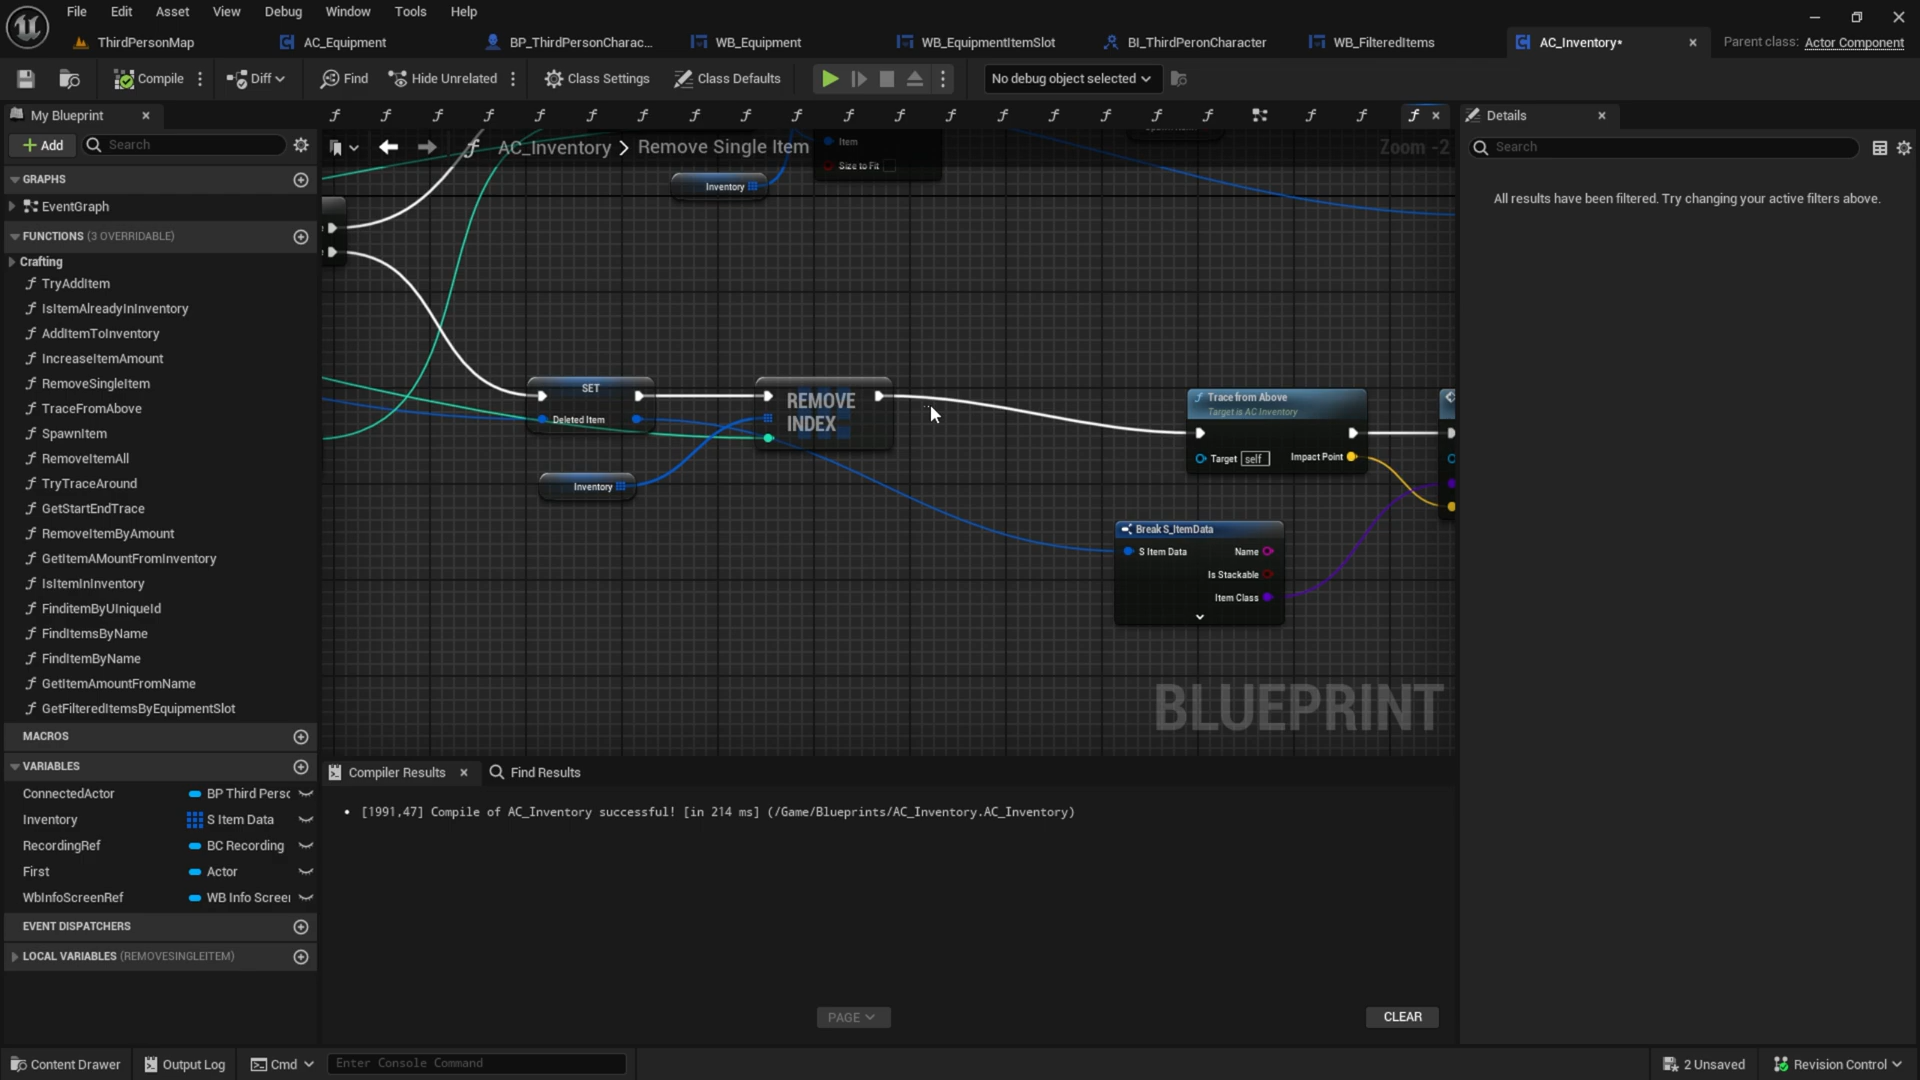 File Edit Asset View Debug Window Tools Help
ThirdPersonMap AC_Equipment BP_ThirdPersonCharac... WB_Equipment WB_EquipmentItemSlot BI_ThirdPeronCharacter WB_FilteredItems AC_Inventory* Parent class: Actor Component
Compile Diff Find Hide Unrelated Class Settings Class Defaults No debug object selected
My Blueprint
Details
Add Search
AC_Inventory > Remove Single Item
Zoom -2
Search
All results have been filtered. Try changing your active filters above.
GRAPHS
EventGraph
FUNCTIONS (3 OVERRIDABLE)
Crafting
TryAddItem
IsItemAlreadyInInventory
AddItemToInventory
IncreaseItemAmount
RemoveSingleItem
TraceFromAbove
SpawnItem
RemoveItemAll
TryTraceAround
GetStartEndTrace
RemoveItemByAmount
GetItemAMountFromInventory
IsItemInInventory
FinditemByUIniqueId
FindItemsByName
FindItemByName
GetItemAmountFromName
GetFilteredItemsByEquipmentSlot
MACROS
VARIABLES
ConnectedActor BP Third Persc
Inventory S Item Data
RecordingRef BC Recording
First Actor
WbInfoScreenRef WB Info Screen
EVENT DISPATCHERS
LOCAL VARIABLES (REMOVESINGLEITEM)
Item
Size to Fit
Inventory
SET
Deleted Item
REMOVE
INDEX
Inventory
Trace from Above
Target is AC Inventory
Target self Impact Point
Break S_ItemData
S Item Data Name
Is Stackable
Item Class
BLUEPRINT
Compiler Results Find Results
[1991,47] Compile of AC_Inventory successful! [in 214 ms] (/Game/Blueprints/AC_Inventory.AC_Inventory)
PAGE
CLEAR
Content Drawer Output Log Cmd Enter Console Command 2 Unsaved Revision Control